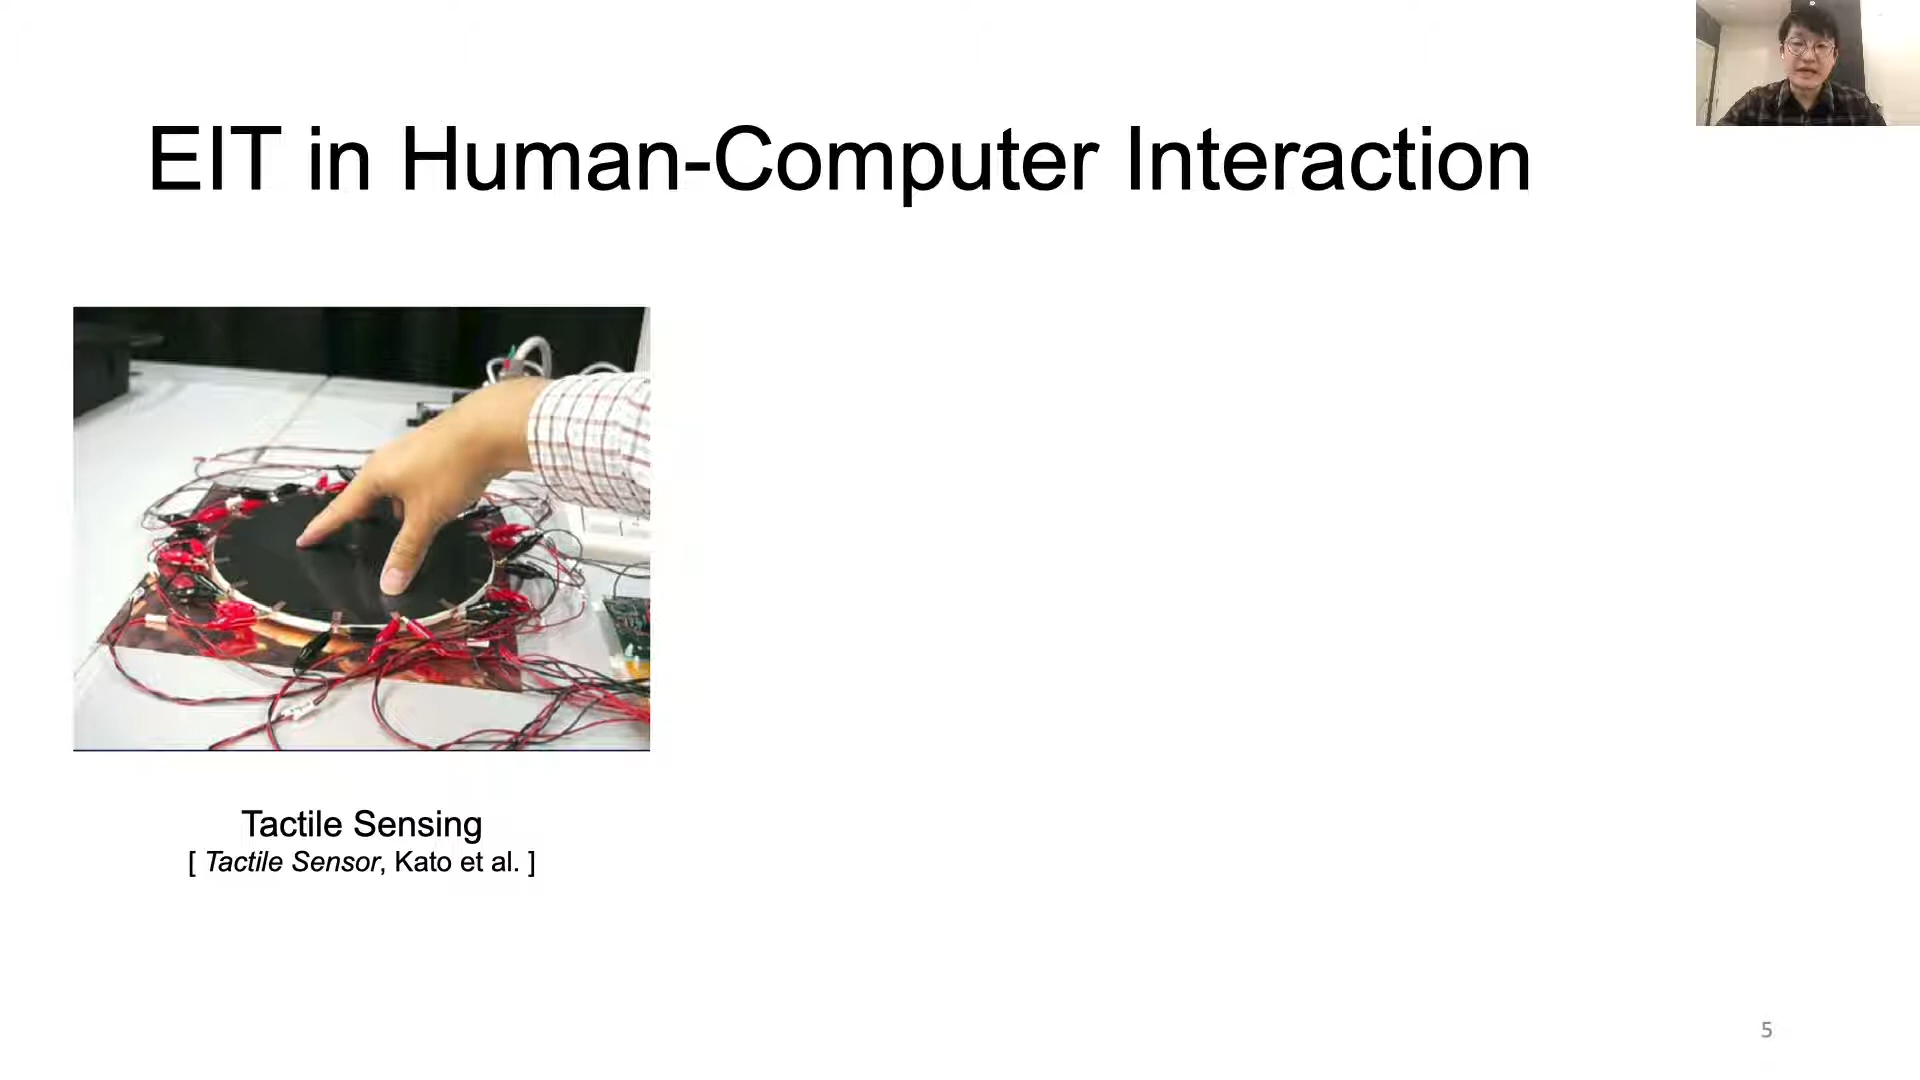 EIT in Human-Computer Interaction
Tactile Sensing
[ Tactile Sensor, Kato et al. ]
5